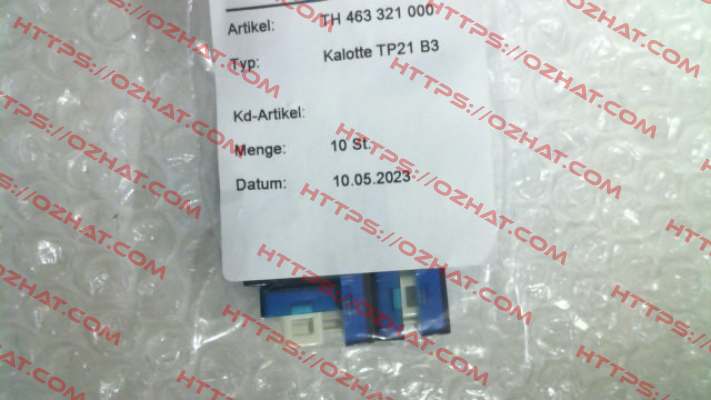 Artikel: TH 463 321 000
Typ: Kalotte TP21 B3
Kd-Artikel:
Menge: 10 St.
Datum: 10.05.2023
HTTPS://OZHAT.COM